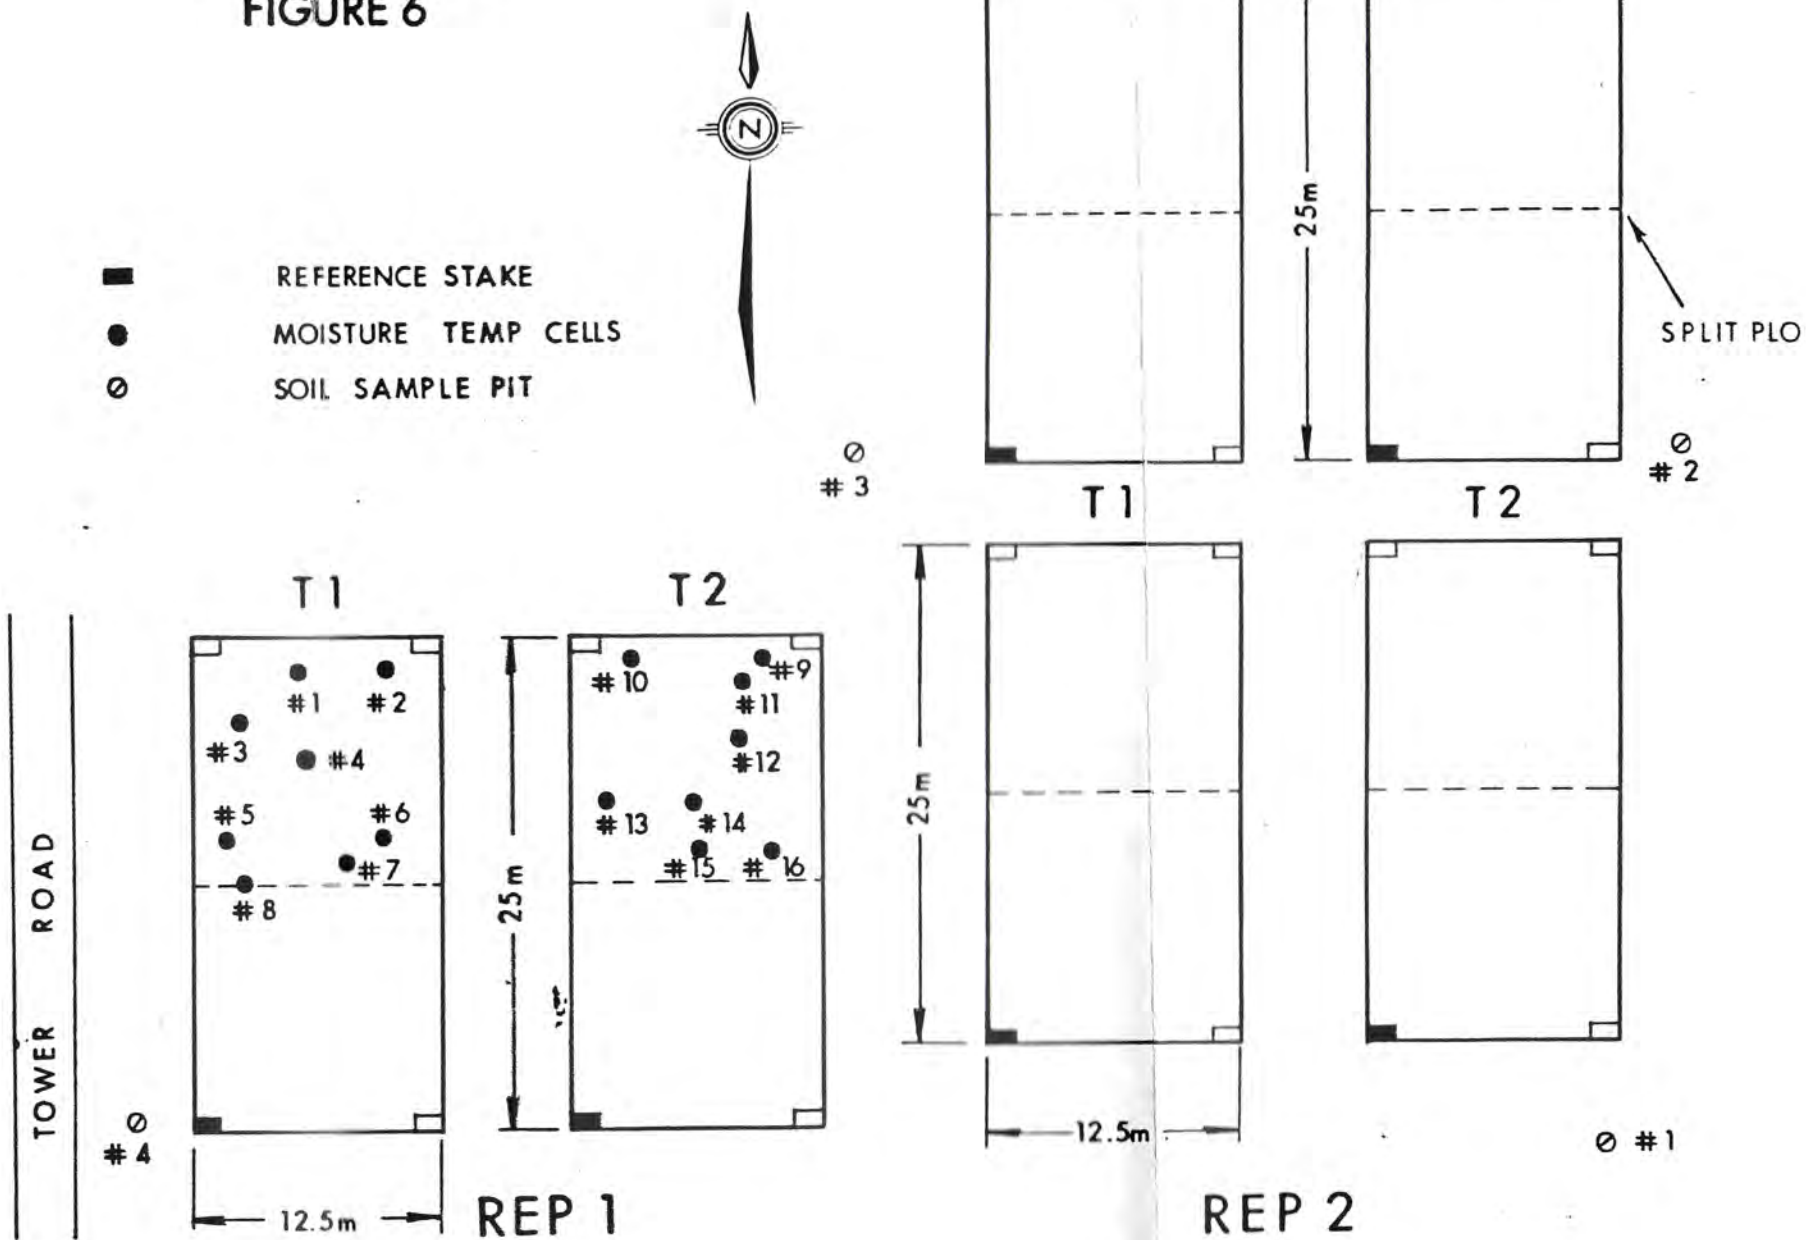 FIGURE 6
N
REFERENCE STAKE
MOISTURE TEMP CELLS
SOIL SAMPLE PIT
25m
SPLIT PLO
# 3
# 2
T 1
T 2
T 1
T 2
#1
#2
#3
#4
#5
#6
#7
#8
#9
#10
#11
#12
#13
#14
#15
#16
25m
25m
TOWER ROAD
#4
12.5m
12.5m
#1
REP 1
REP 2